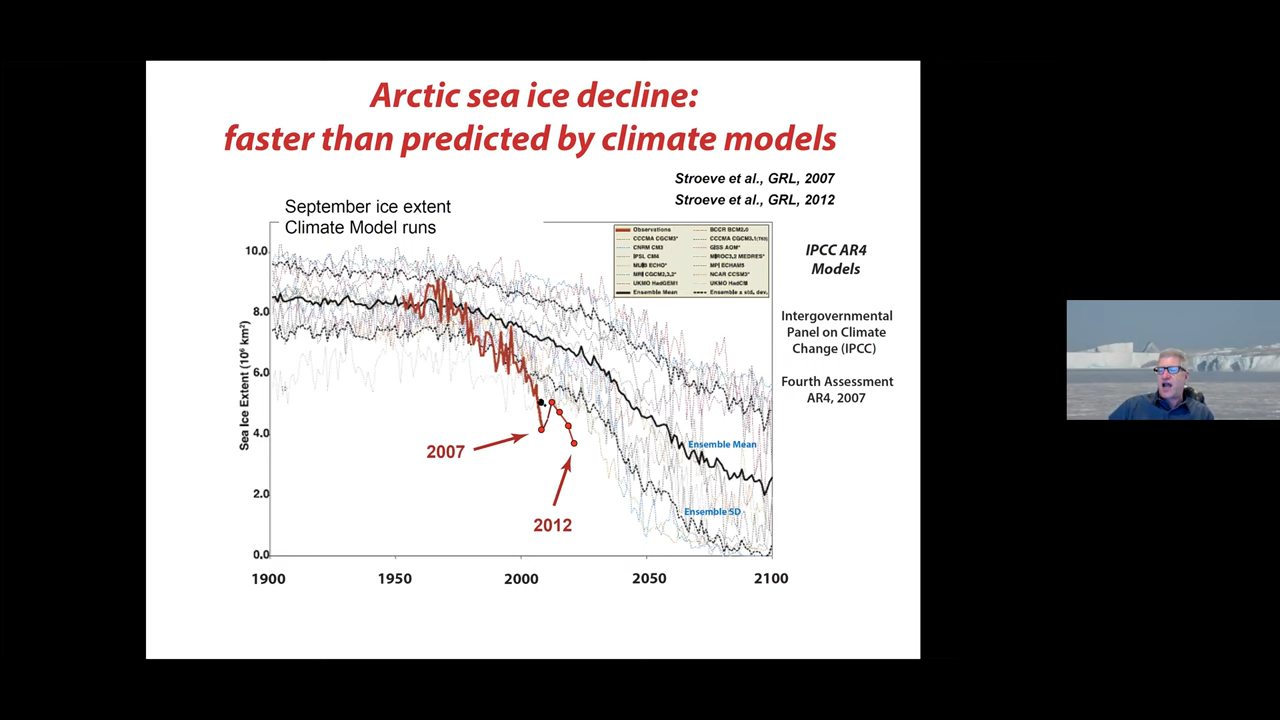 Arctic sea ice decline:
faster than predicted by climate models
Stroeve et al., GRL, 2007
Stroeve et al., GRL, 2012
September ice extent
Climate Model runs
IPCC AR4
Models
Intergovernmental
Panel on Climate
Change (IPCC)
Fourth Assessment
AR4, 2007
Observations
BCCR BCM2.0
CCCMA CGCM3*
CCCMA CGCM3.1(T63)
CNRM CM3
GISS AOM*
IPSL CM4
MIROC3.2 MEDRES*
MIUB ECHO*
MPI ECHAM5
MRI CGCM2.3.2*
NCAR CCSM3*
UKMO HadGEM1
UKMO HadCM
Ensemble Mean
Ensemble ± std. dev.
Sea Ice Extent (10⁶ km²)
10.0
8.0
6.0
4.0
2.0
0.0
2007
2012
Ensemble Mean
Ensemble SD
1900
1950
2000
2050
2100